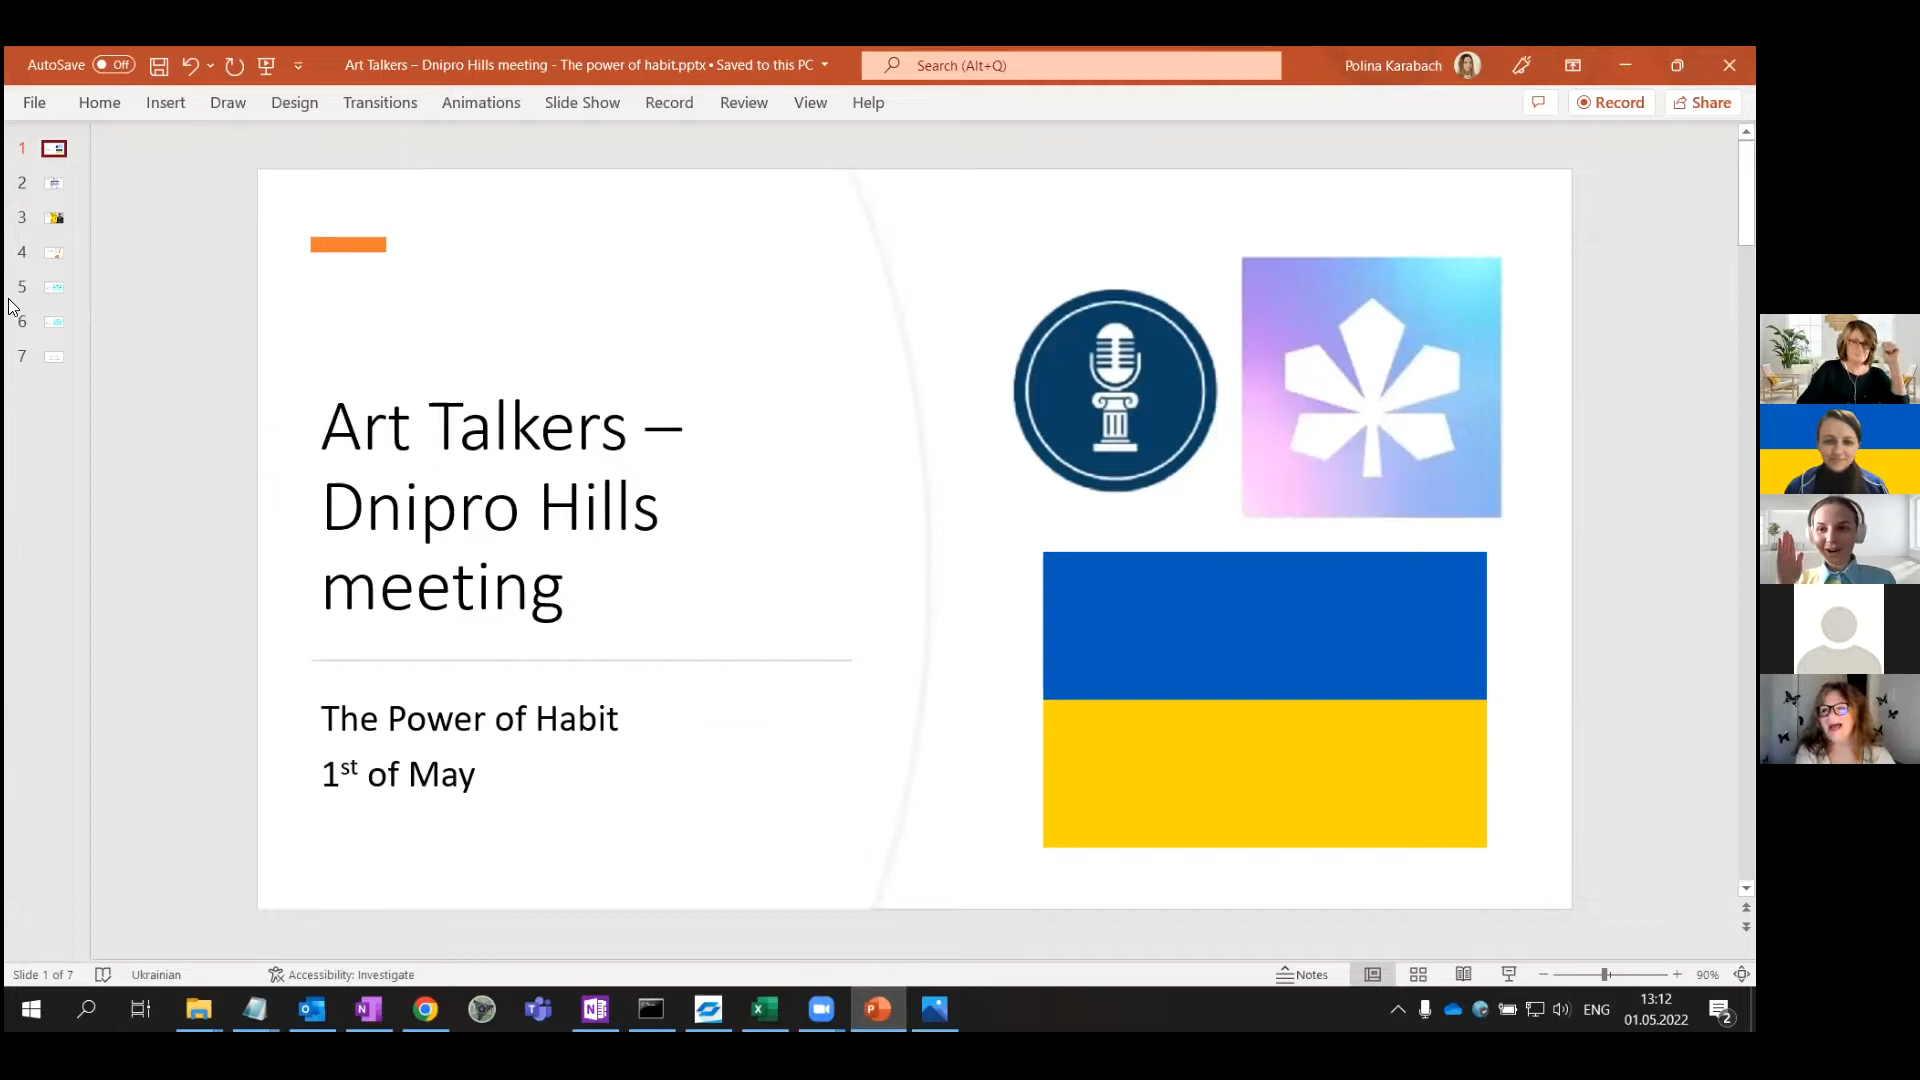 AutoSave Off
Art Talkers – Dnipro Hills meeting - The power of habit.pptx • Saved to this PC
Search (Alt+Q)
Polina Karabach
File Home Insert Draw Design Transitions Animations Slide Show Record Review View Help
Record Share
1
2
3
4
5
6
7
Art Talkers –
Dnipro Hills
meeting
The Power of Habit
1st of May
Slide 1 of 7 Ukrainian Accessibility: Investigate Notes 90%
ENG
13:12
01.05.2022
2